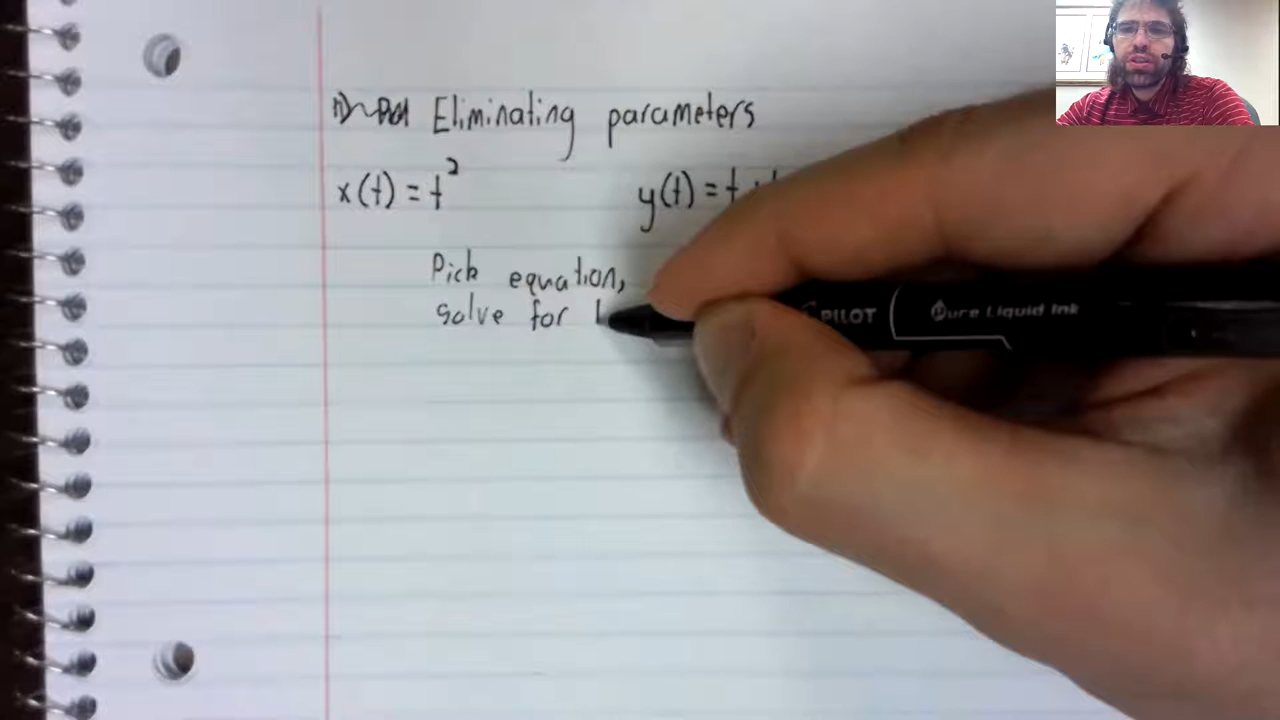 Eliminating parameters
x(t) = t²
y(t) = t
Pick equation,
solve for
PILOT
Pure Liquid Ink